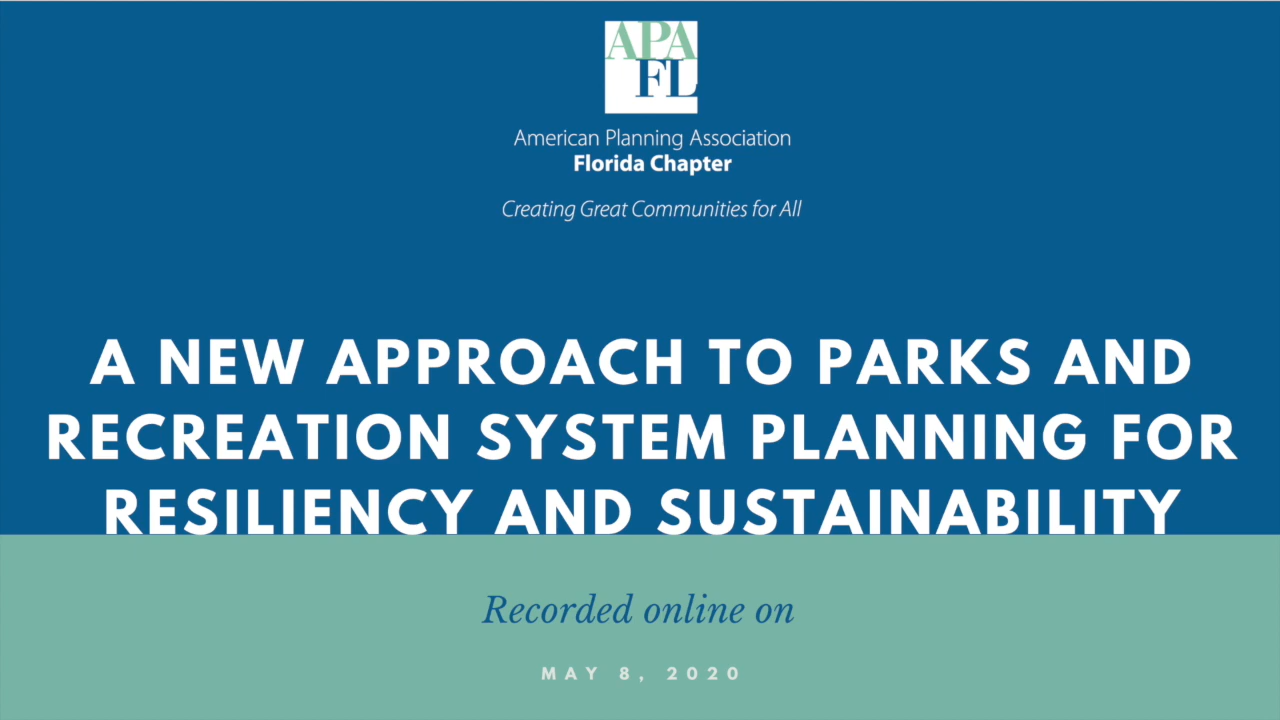 APA
FL
American Planning Association
Florida Chapter
Creating Great Communities for All
A NEW APPROACH TO PARKS AND
RECREATION SYSTEM PLANNING FOR
RESILIENCY AND SUSTAINABILITY
Recorded online on
MAY 8, 2020